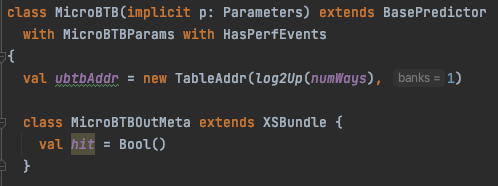 class MicroBTB(implicit p: Parameters) extends BasePredictor
with MicroBTBParams with HasPerfEvents
{
val ubtbAddr = new TableAddr(log2Up(numWays), banks = 1)
class MicroBTBOutMeta extends XSBundle {
val hit = Bool()
}